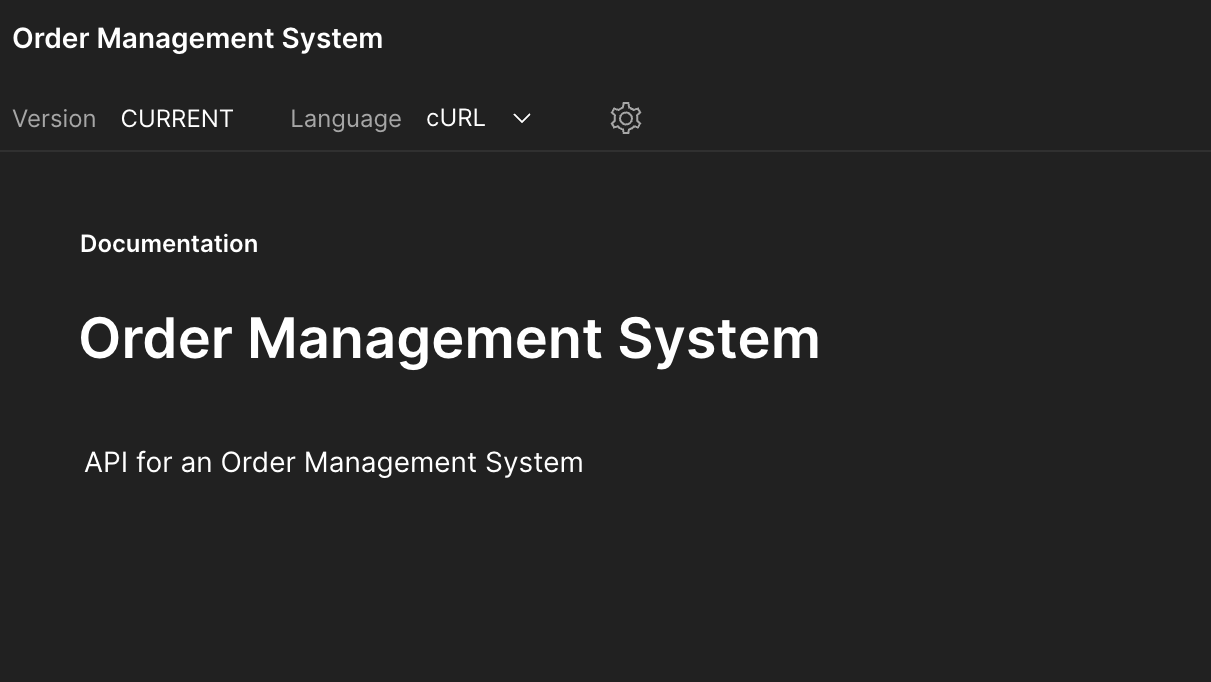 Order Management System
Version CURRENT Language cURL
Documentation
Order Management System
API for an Order Management System